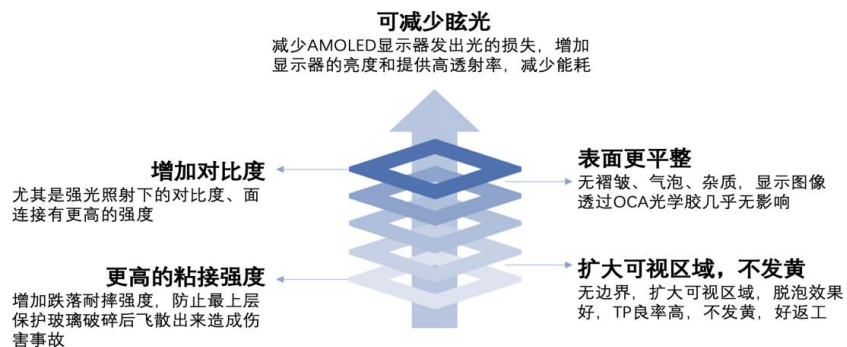 可减少眩光
减少AMOLED显示器发出光的损失，增加
显示器的亮度和提供高透射率，减少能耗
增加对比度
尤其是强光照射下的对比度、面
连接有更高的强度
表面更平整
无褶皱、气泡、杂质，显示图像
透过OCA光学胶几乎无影响
更高的粘接强度
增加跌落耐摔强度，防止最上层
保护玻璃破碎后飞散出来造成伤
害事故
扩大可视区域，不发黄
无边界，扩大可视区域，脱泡效果
好，TP良率高，不发黄，好返工